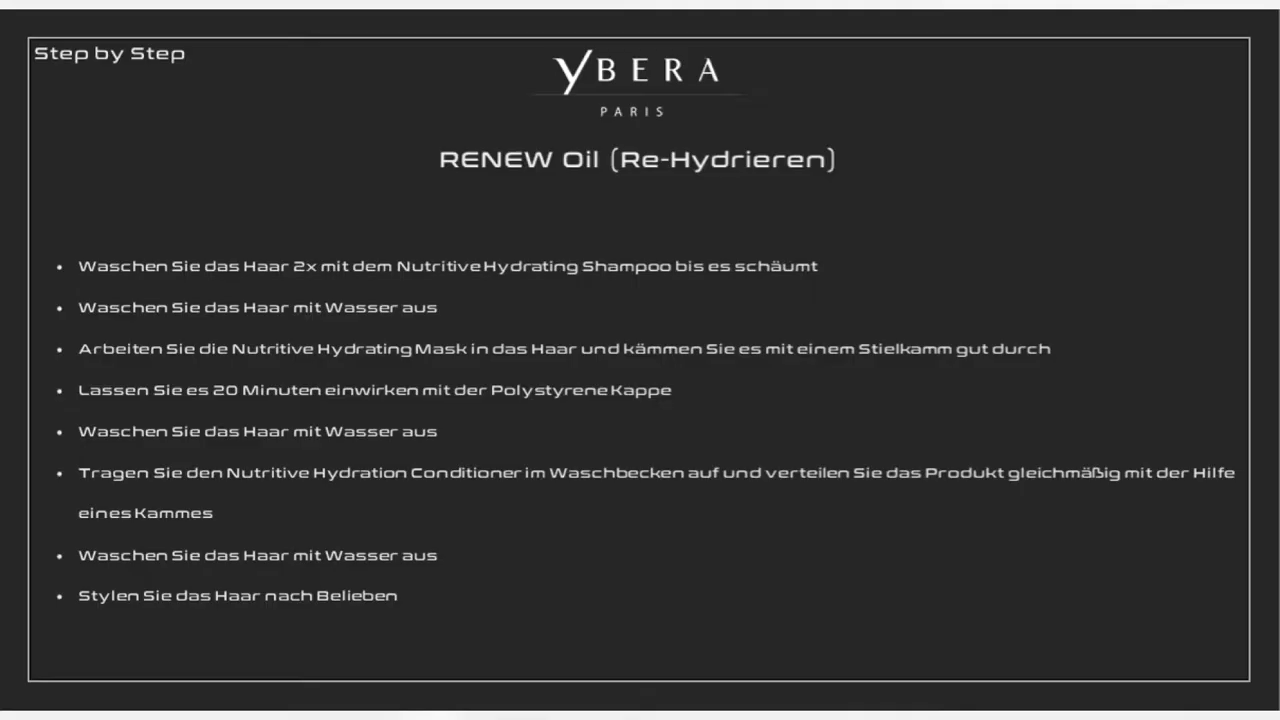 Step by Step
YBERA
PARIS
RENEW Oil (Re-Hydrieren)
• Waschen Sie das Haar 2x mit dem Nutritive Hydrating Shampoo bis es schäumt
• Waschen Sie das Haar mit Wasser aus
• Arbeiten Sie die Nutritive Hydrating Mask in das Haar und kämmen Sie es mit einem Stielkamm gut durch
• Lassen Sie es 20 Minuten einwirken mit der Polystyrene Kappe
• Waschen Sie das Haar mit Wasser aus
• Tragen Sie den Nutritive Hydration Conditioner im Waschbecken auf und verteilen Sie das Produkt gleichmäßig mit der Hilfe
eines Kammes
• Waschen Sie das Haar mit Wasser aus
• Stylen Sie das Haar nach Belieben